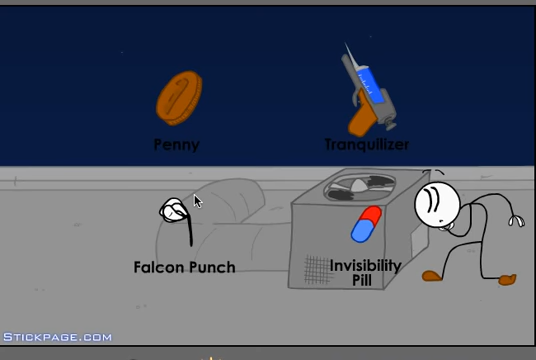 Penny
Tranquilizer
Falcon Punch
Invisibility
Pill
STICKPAGE.COM